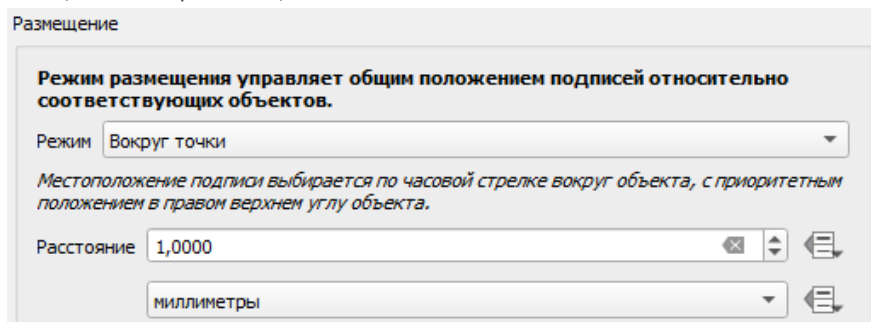 Размещение
Режим размещения управляет общим положением подписей относительно
соответствующих объектов.
Режим Вокруг точки
Местоположение подписи выбирается по часовой стрелке вокруг объекта, с приоритетным
положением в правом верхнем углу объекта.
Расстояние 1,0000
миллиметры